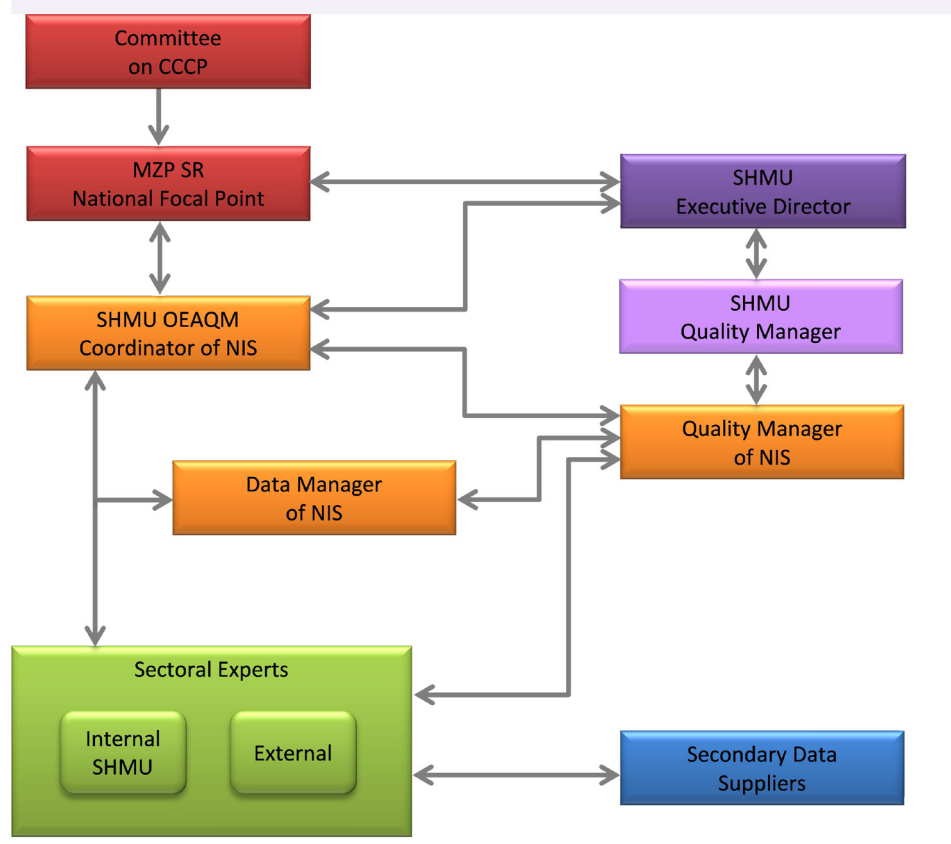 Committee
on CCCP
MZP SR
National Focal Point
SHMU
Executive Director
SHMU OEAQM
Coordinator of NIS
SHMU
Quality Manager
Quality Manager
of NIS
Data Manager
of NIS
Sectoral Experts
Internal
SHMU
External
Secondary Data
Suppliers